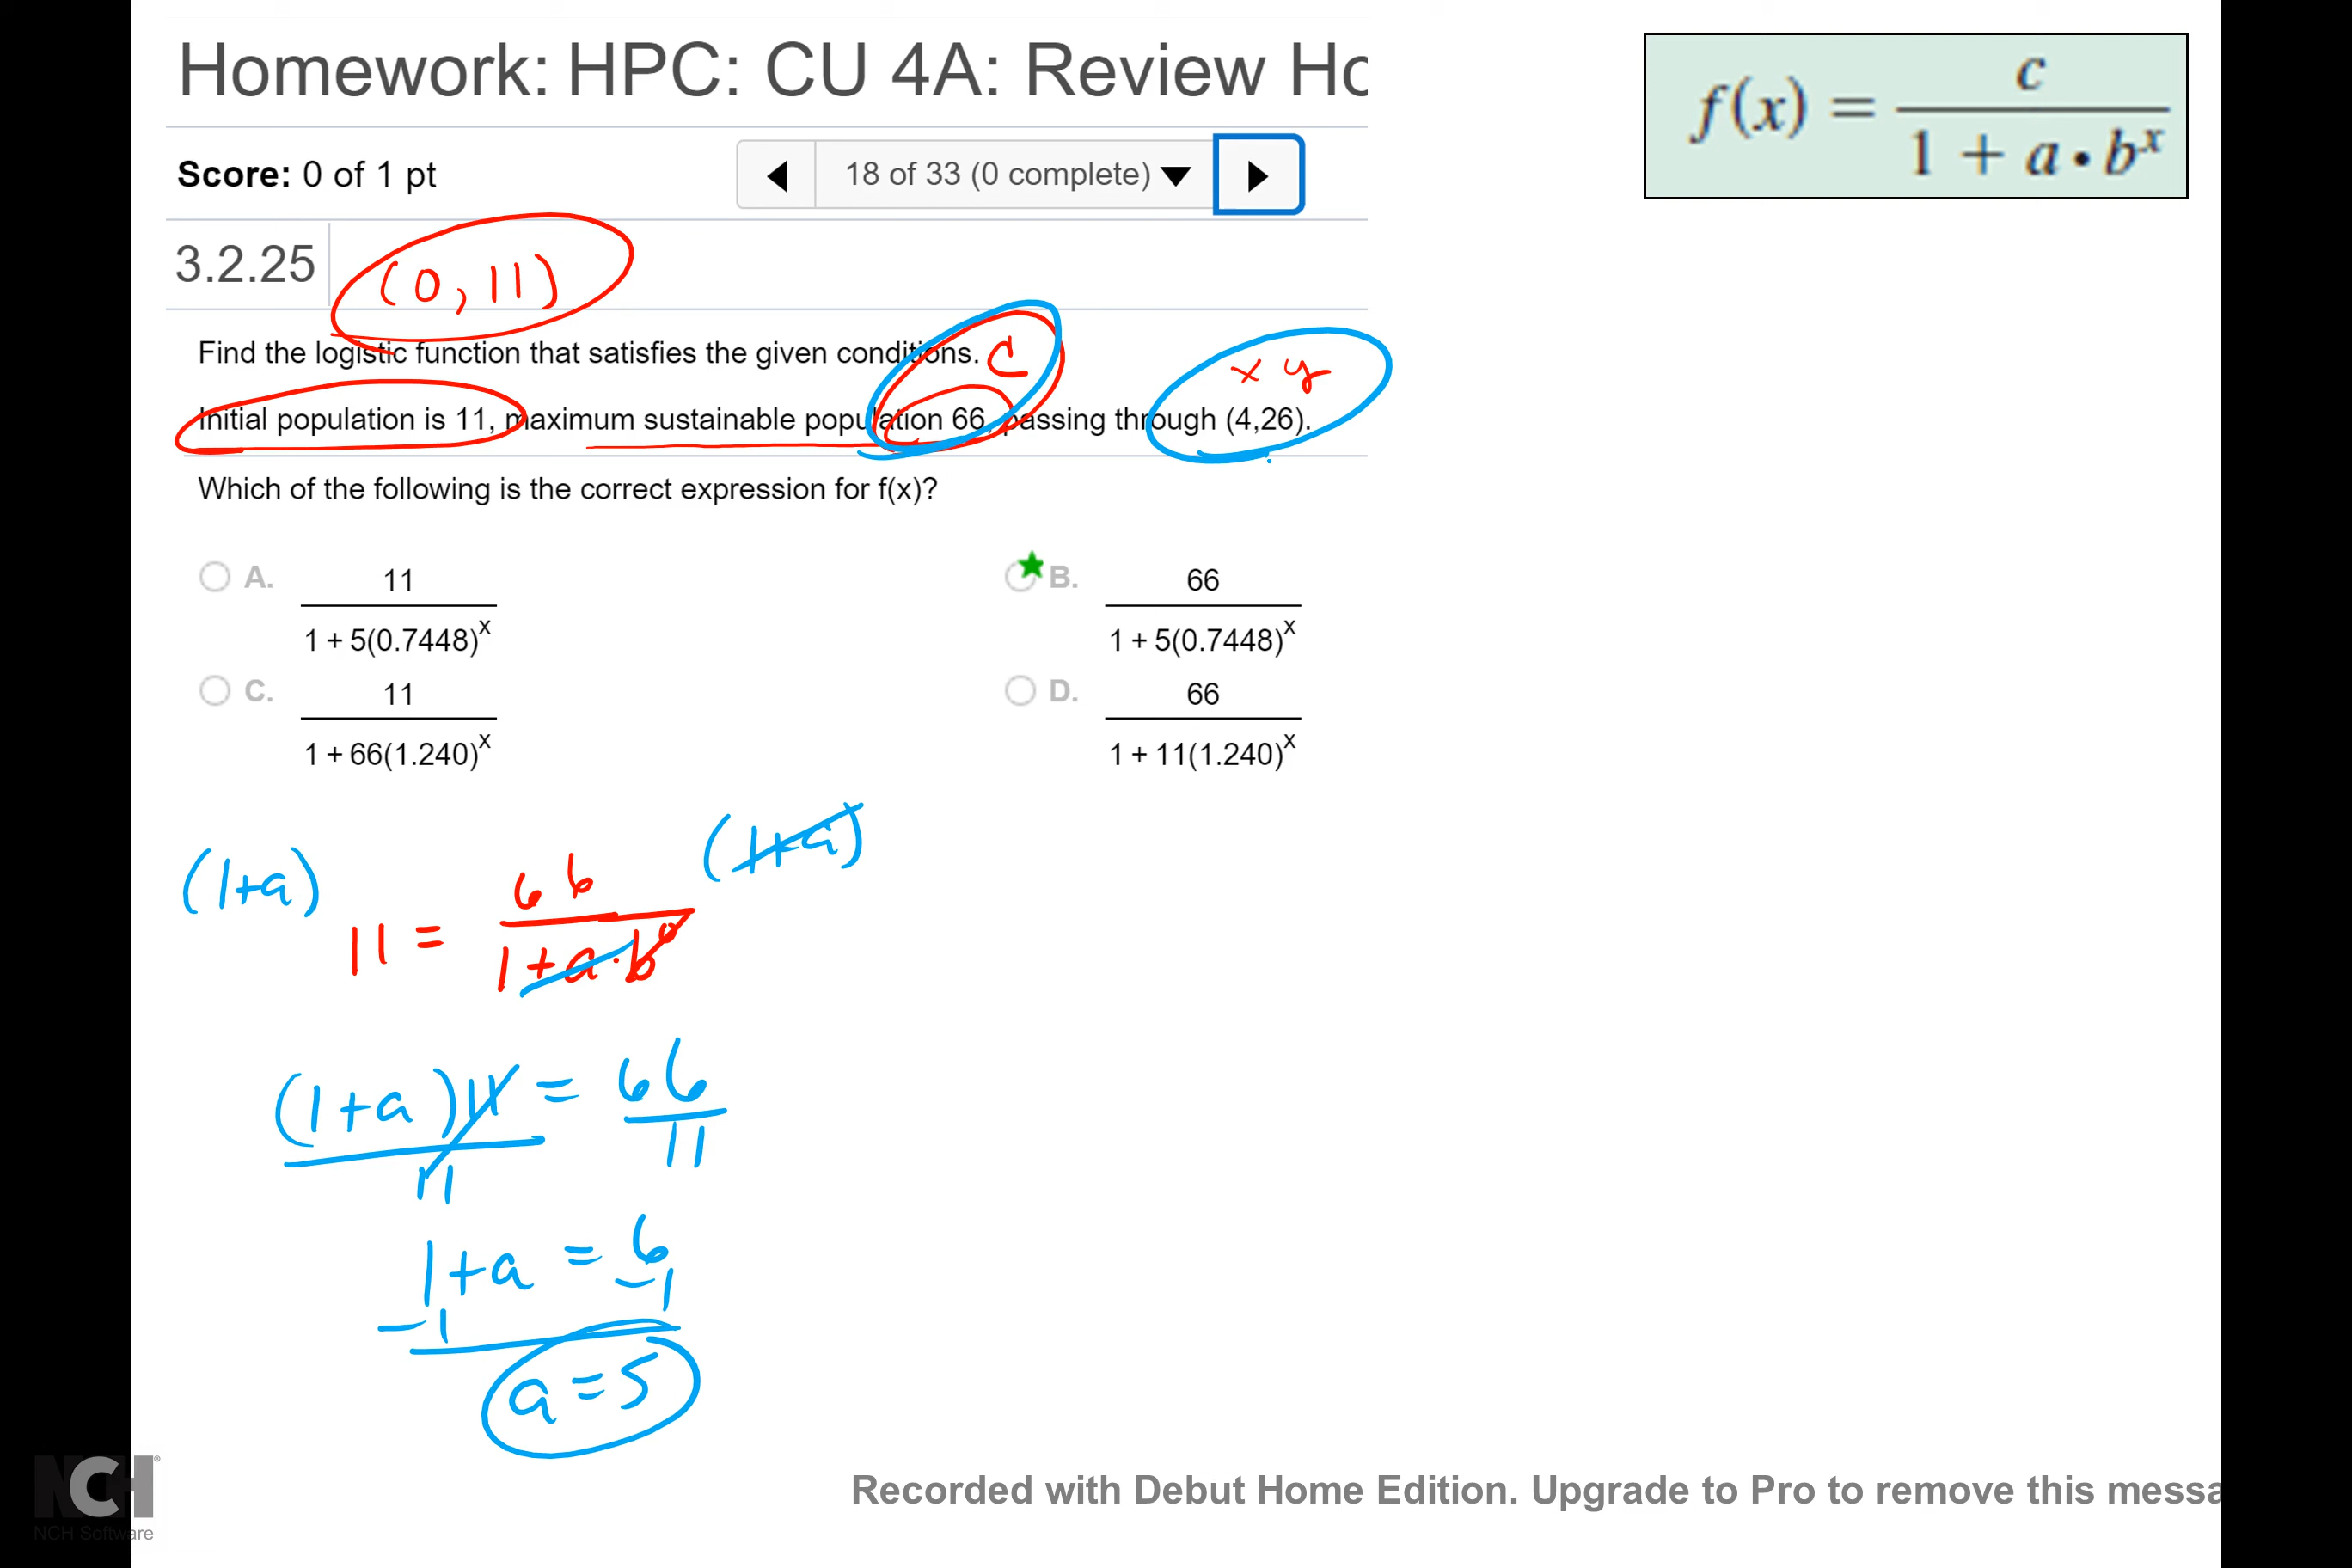 Homework: HPC: CU 4A: Review Ho
f(x) = c / (1 + a • b^x)
Score: 0 of 1 pt
18 of 33 (0 complete)
3.2.25
(0, 11)
Find the logistic function that satisfies the given conditions. C
x y
Initial population is 11, maximum sustainable population 66, passing through (4,26).
Which of the following is the correct expression for f(x)?
A. 11 / (1 + 5(0.7448)^x)
B. 66 / (1 + 5(0.7448)^x)
C. 11 / (1 + 66(1.240)^x)
D. 66 / (1 + 11(1.240)^x)
(1+a) 11 = 66 / (1+a·b^0) (1+a)
(1+a)11 / 11 = 66 / 11
1+a = 6
-1 -1
a = 5
NCH®
NCH Software
Recorded with Debut Home Edition. Upgrade to Pro to remove this messa